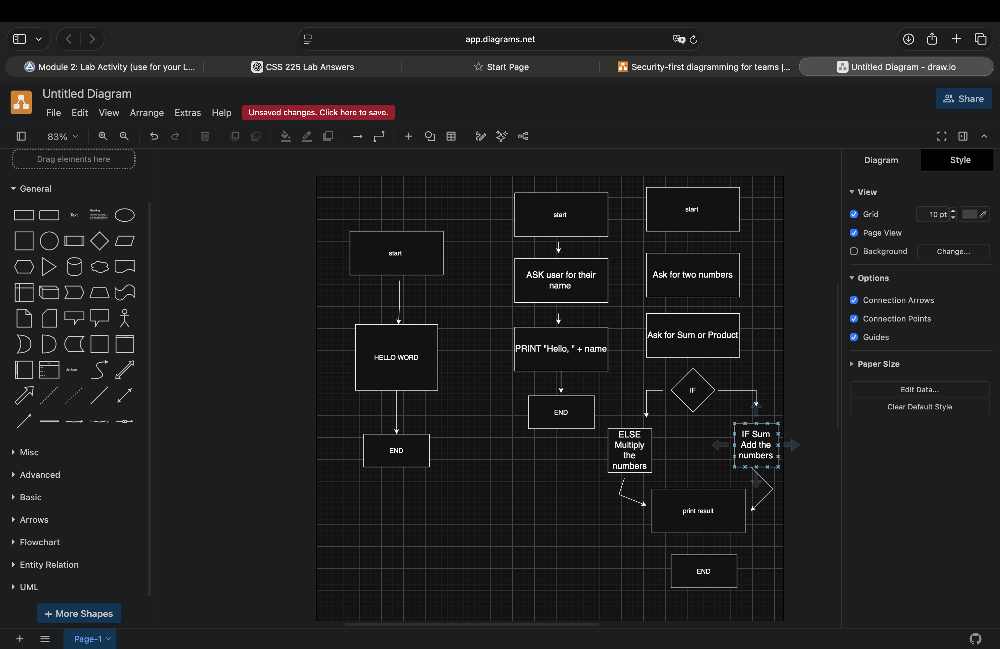 app.diagrams.net
Module 2: Lab Activity (use for your L...
CSS 225 Lab Answers
Start Page
Security-first diagramming for teams |...
Untitled Diagram - draw.io
Untitled Diagram
File Edit View Arrange Extras Help
Unsaved changes. Click here to save.
Share
83%
Drag elements here
General
Text
Heading
List Item
Misc
Advanced
Basic
Arrows
Flowchart
Entity Relation
UML
+ More Shapes
Page-1
start
HELLO WORD
END
start
ASK user for their
name
PRINT "Hello, " + name
END
start
Ask for two numbers
Ask for Sum or Product
IF
ELSE
Multiply
the
numbers
IF Sum
Add the
numbers
print result
END
Diagram
Style
View
Grid
10 pt
Page View
Background
Change...
Options
Connection Arrows
Connection Points
Guides
Paper Size
Edit Data...
Clear Default Style